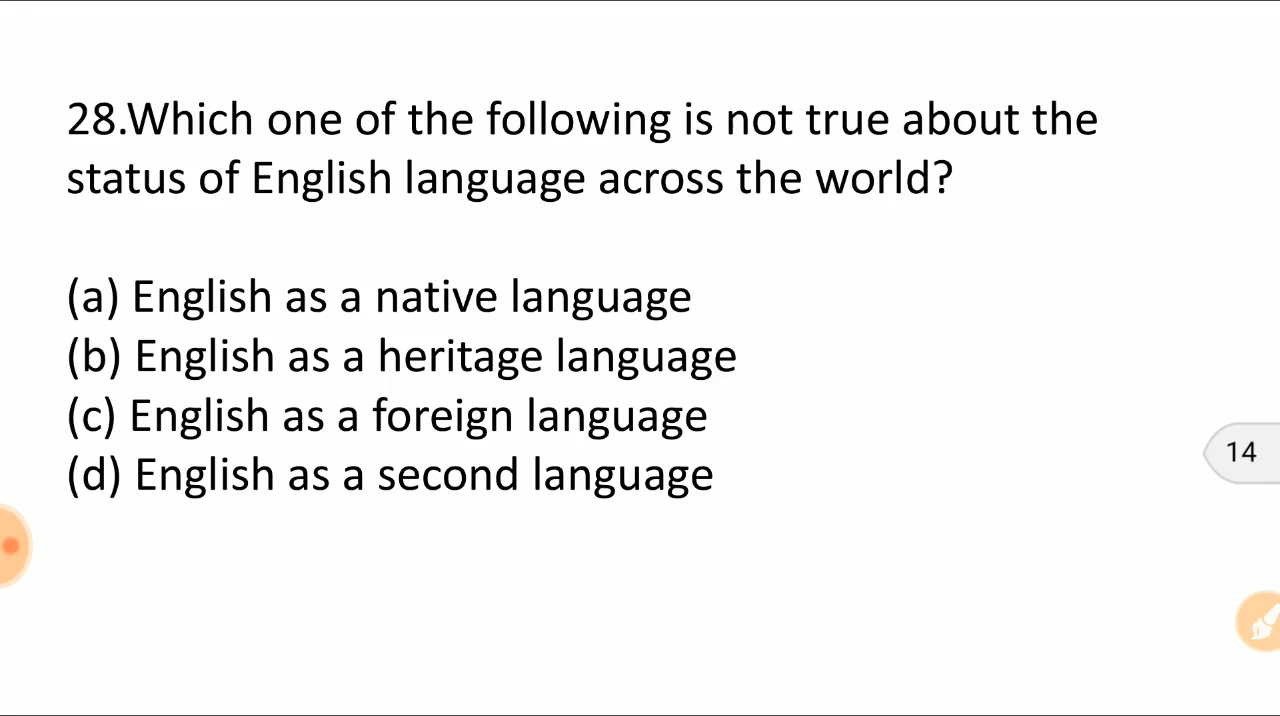 28.Which one of the following is not true about the
status of English language across the world?
(a) English as a native language
(b) English as a heritage language
(c) English as a foreign language
(d) English as a second language
14